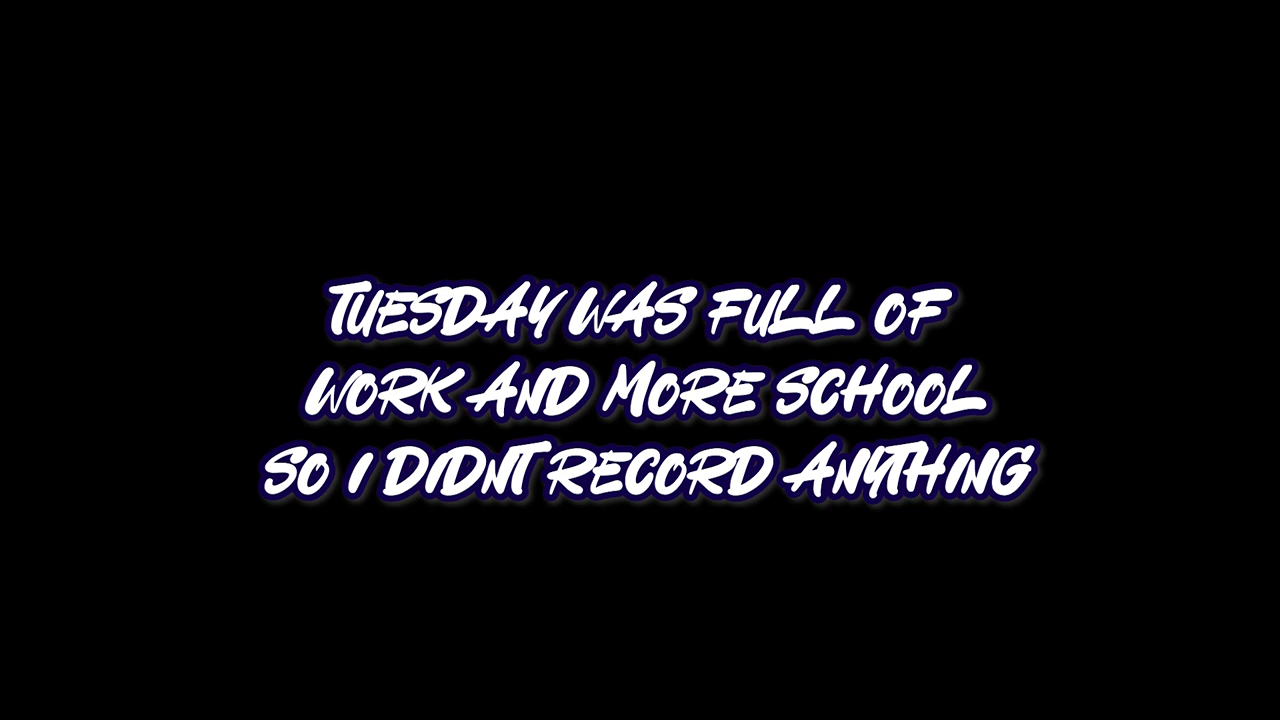 TUESDAY WAS FULL OF
WORK AND MORE SCHOOL
SO I DIDNT RECORD ANYTHING